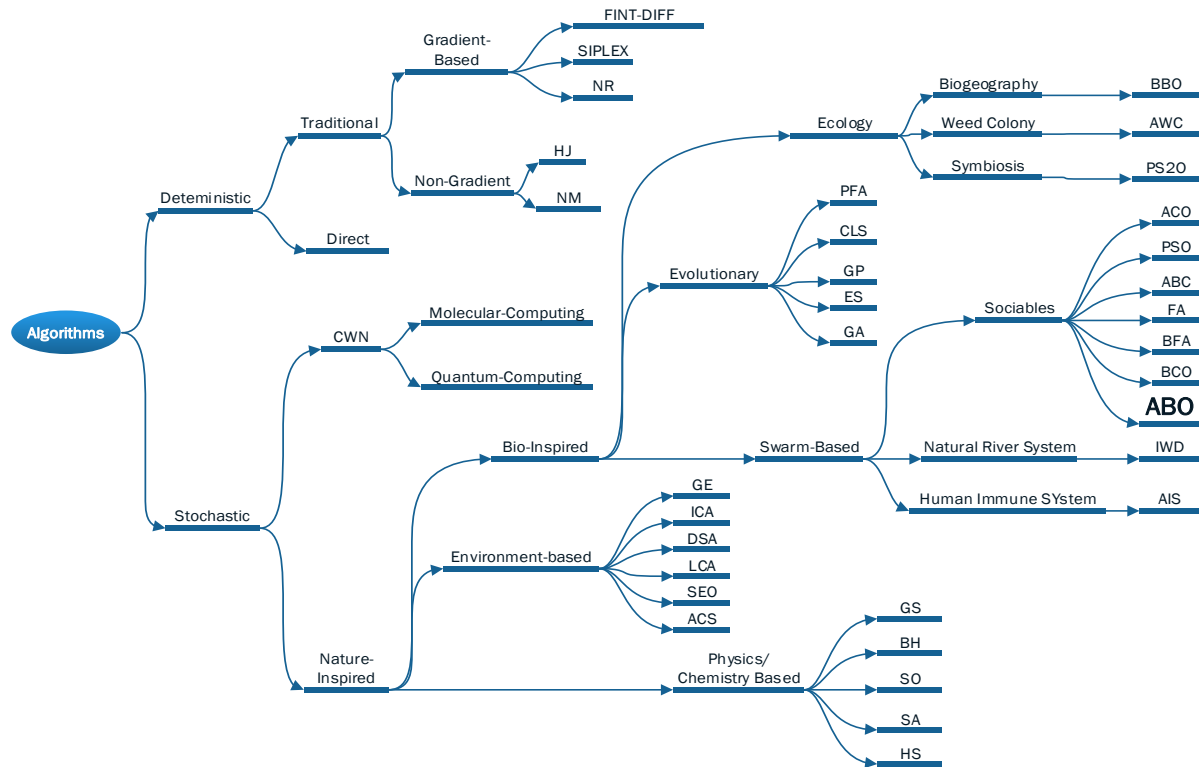 FINT-DIFF
Gradient-
Based
SIPLEX
NR
Traditional
HJ
Non-Gradient
NM
Deteministic
Direct
Algorithms
Molecular-Computing
CWN
Quantum-Computing
Stochastic
Nature-
Inspired
Bio-Inspired
Ecology
Biogeography
BBO
Weed Colony
AWC
Symbiosis
PS2O
Evolutionary
PFA
CLS
GP
ES
GA
Swarm-Based
Sociables
ACO
PSO
ABC
FA
BFA
BCO
ABO
Natural River System
IWD
Human Immune SYstem
AIS
Environment-based
GE
ICA
DSA
LCA
SEO
ACS
Physics/
Chemistry Based
GS
BH
SO
SA
HS